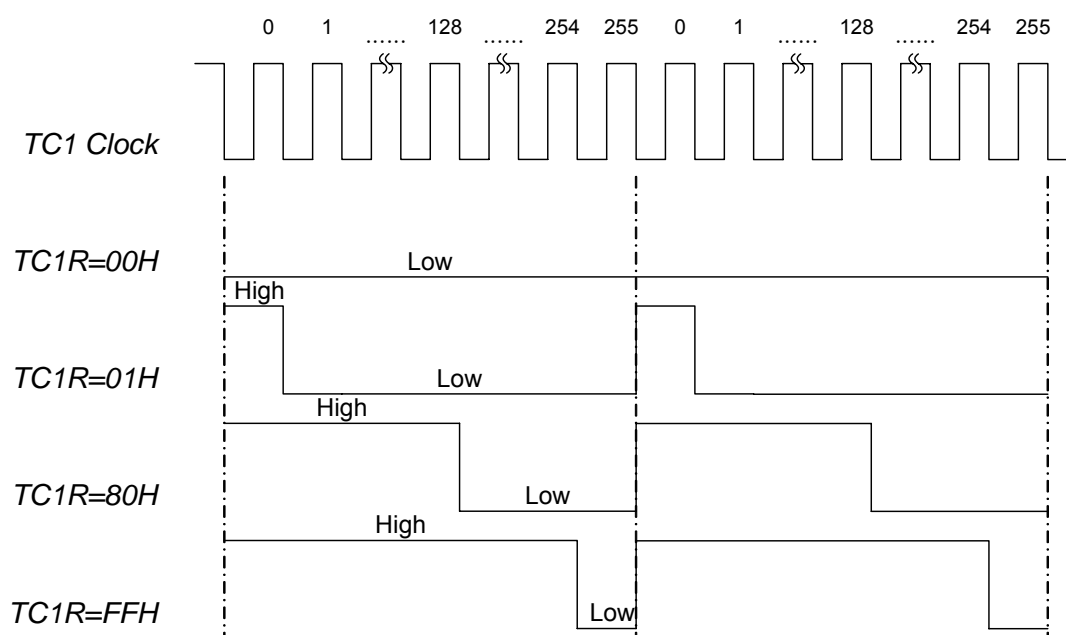 0 1 ...... 128 ...... 254 255 0 1 ...... 128 ...... 254 255
TC1 Clock
TC1R=00H
Low
High
TC1R=01H
Low
High
TC1R=80H
Low
High
TC1R=FFH
Low